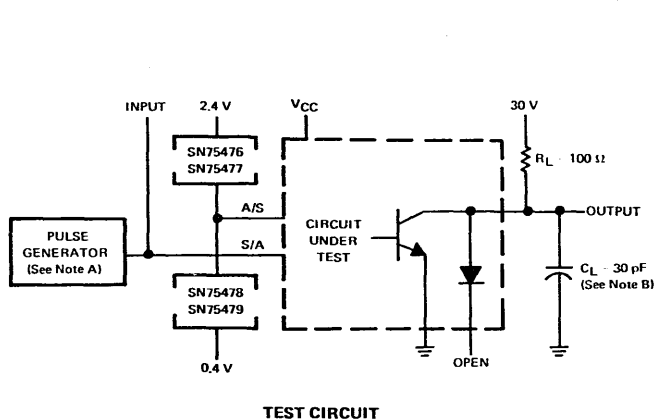 INPUT
2.4 V
VCC
30 V
SN75476
SN75477
RL - 100 Ω
A/S
CIRCUIT
UNDER
TEST
OUTPUT
PULSE
GENERATOR
(See Note A)
S/A
CL - 30 pF
(See Note B)
SN75478
SN75479
OPEN
0.4 V
TEST CIRCUIT